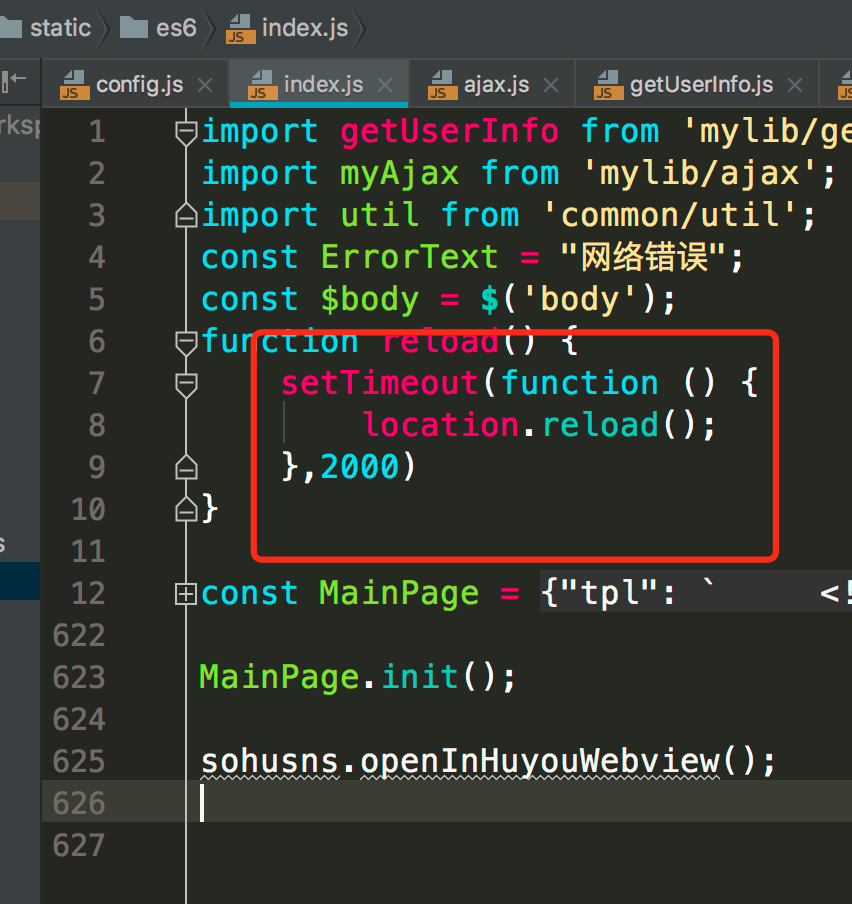 static es6 index.js
config.js index.js ajax.js getUserInfo.js
1 import getUserInfo from 'mylib/ge
2 import myAjax from 'mylib/ajax';
3 import util from 'common/util';
4 const ErrorText = "网络错误";
5 const $body = $('body');
6 function reload() {
7 setTimeout(function () {
8 location.reload();
9 },2000)
10 }
11
12 const MainPage = {"tpl": ` <!
622
623 MainPage.init();
624
625 sohusns.openInHuyouWebview();
626
627